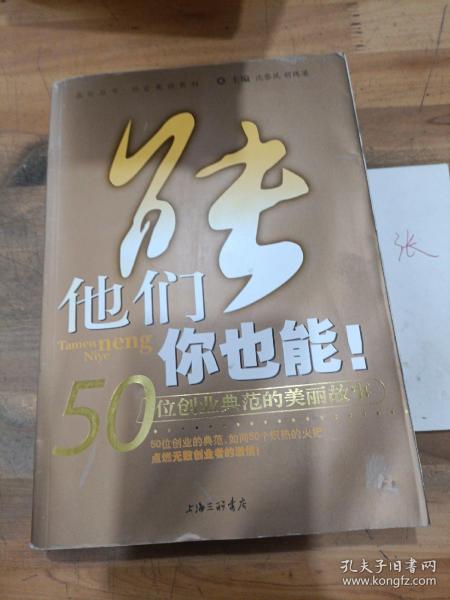 主编
能
他们
Tamen neng
Niye
你也能！
50位创业典范的美丽故事
50位创业的典范，如同50个炽热的火把
点燃无数创业者的激情！
上海三联书店
张
孔夫子旧书网
www.kongfz.com